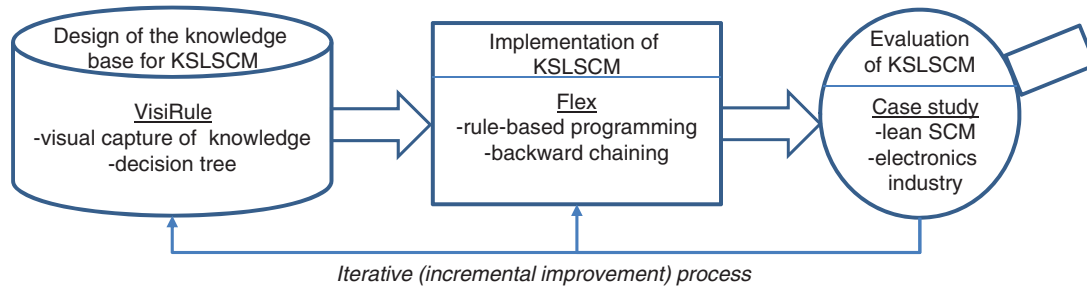 Design of the knowledge
base for KSLSCM
VisiRule
-visual capture of knowledge
-decision tree
Implementation of
KSLSCM
Flex
-rule-based programming
-backward chaining
Evaluation
of KSLSCM
Case study
-lean SCM
-electronics
industry
Iterative (incremental improvement) process